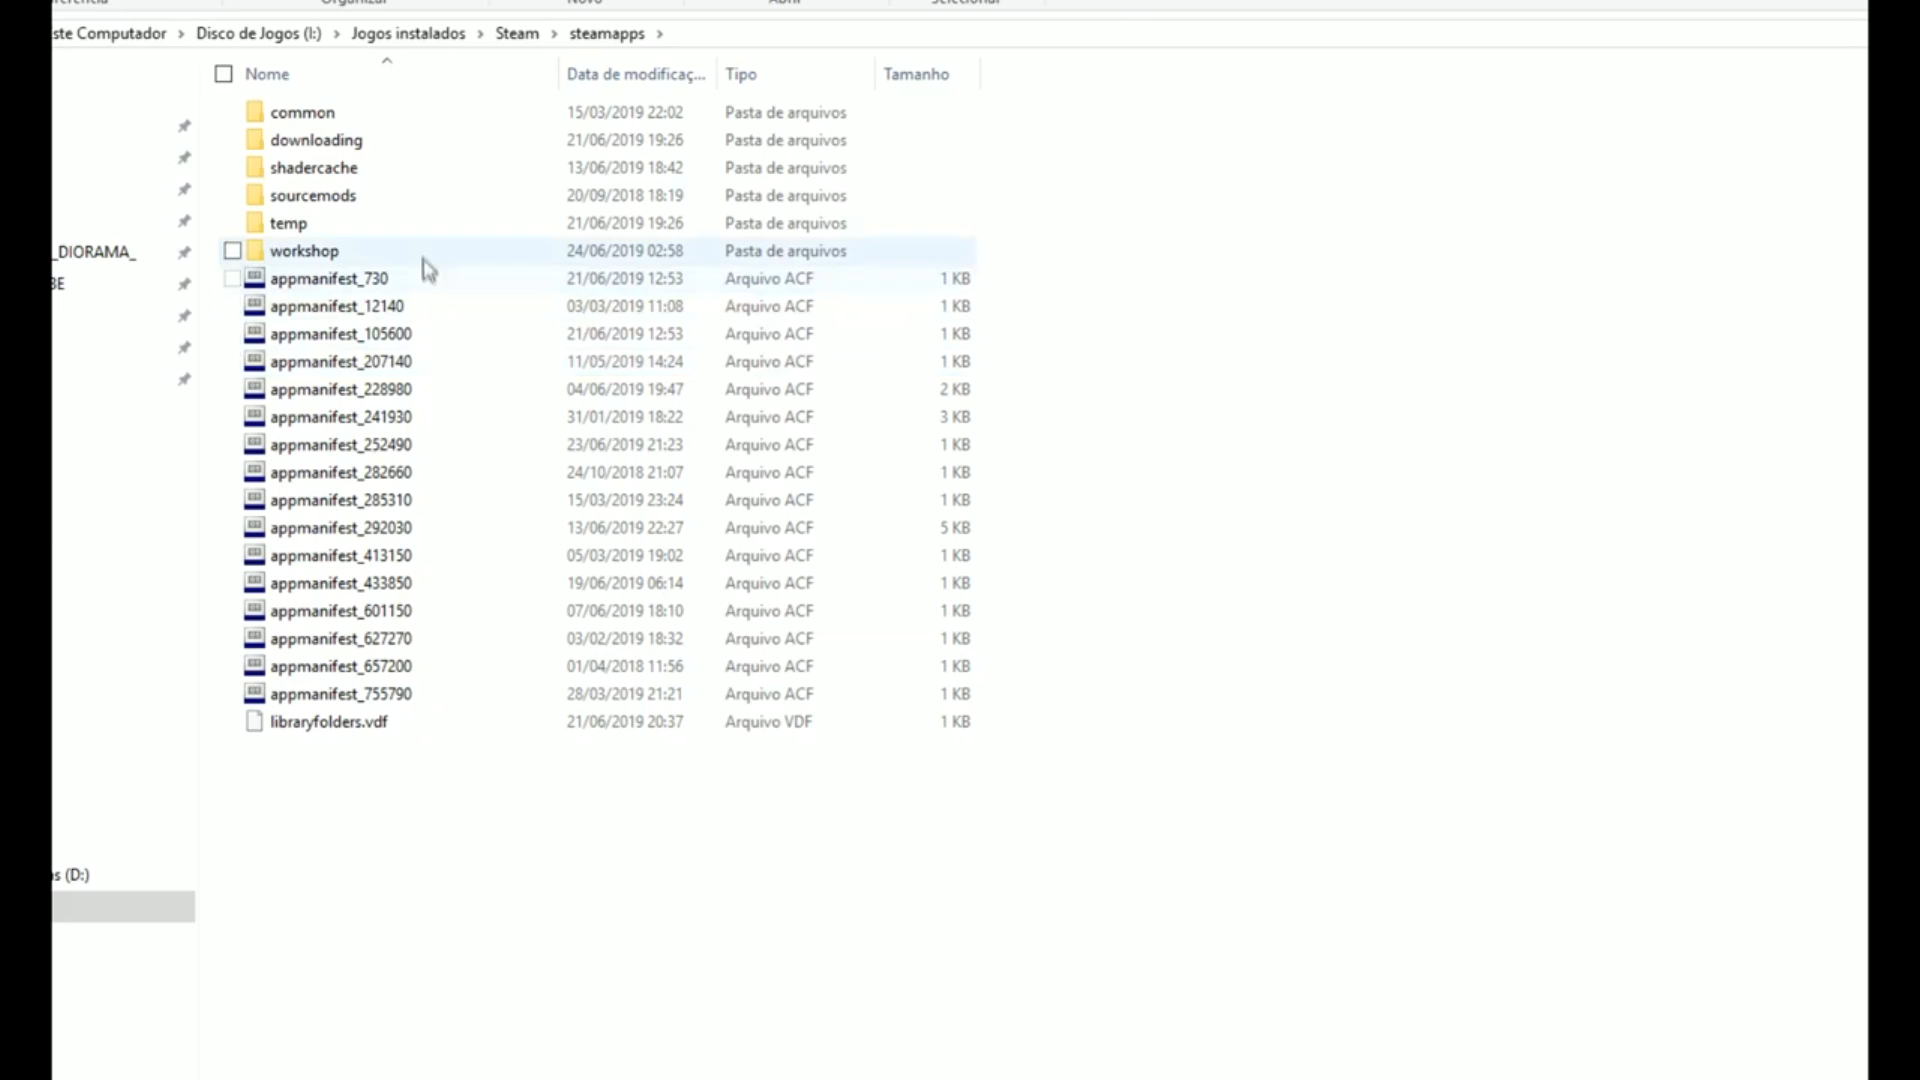 ste Computador > Disco de Jogos (I:) > Jogos instalados > Steam > steamapps >
Nome Data de modificaç... Tipo Tamanho
common 15/03/2019 22:02 Pasta de arquivos
downloading 21/06/2019 19:26 Pasta de arquivos
shadercache 13/06/2019 18:42 Pasta de arquivos
sourcemods 20/09/2018 18:19 Pasta de arquivos
temp 21/06/2019 19:26 Pasta de arquivos
_DIORAMA_ workshop 24/06/2019 02:58 Pasta de arquivos
BE appmanifest_730 21/06/2019 12:53 Arquivo ACF 1 KB
appmanifest_12140 03/03/2019 11:08 Arquivo ACF 1 KB
appmanifest_105600 21/06/2019 12:53 Arquivo ACF 1 KB
appmanifest_207140 11/05/2019 14:24 Arquivo ACF 1 KB
appmanifest_228980 04/06/2019 19:47 Arquivo ACF 2 KB
appmanifest_241930 31/01/2019 18:22 Arquivo ACF 3 KB
appmanifest_252490 23/06/2019 21:23 Arquivo ACF 1 KB
appmanifest_282660 24/10/2018 21:07 Arquivo ACF 1 KB
appmanifest_285310 15/03/2019 23:24 Arquivo ACF 1 KB
appmanifest_292030 13/06/2019 22:27 Arquivo ACF 5 KB
appmanifest_413150 05/03/2019 19:02 Arquivo ACF 1 KB
appmanifest_433850 19/06/2019 06:14 Arquivo ACF 1 KB
appmanifest_601150 07/06/2019 18:10 Arquivo ACF 1 KB
appmanifest_627270 03/02/2019 18:32 Arquivo ACF 1 KB
appmanifest_657200 01/04/2018 11:56 Arquivo ACF 1 KB
appmanifest_755790 28/03/2019 21:21 Arquivo ACF 1 KB
libraryfolders.vdf 21/06/2019 20:37 Arquivo VDF 1 KB
s (D:)